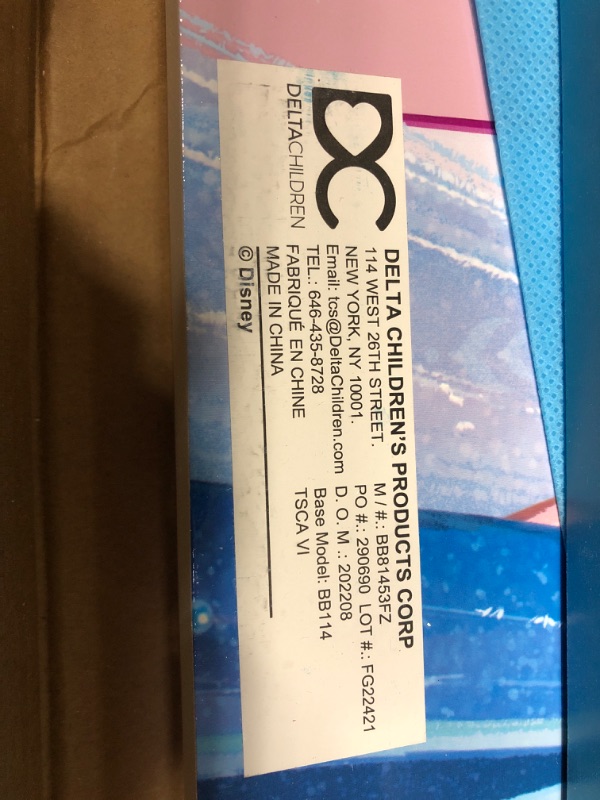 DELTACHILDREN
DELTA CHILDREN'S PRODUCTS CORP
114 WEST 26TH STREET. M / #.: BB81453FZ
NEW YORK, NY 10001. PO #.: 290690 LOT #.: FG22421
Email: tcs@DeltaChildren.com D. O. M .: 202208
TEL.: 646-435-8728 Base Model: BB114
FABRIQUÉ EN CHINE TSCA VI
MADE IN CHINA
© Disney